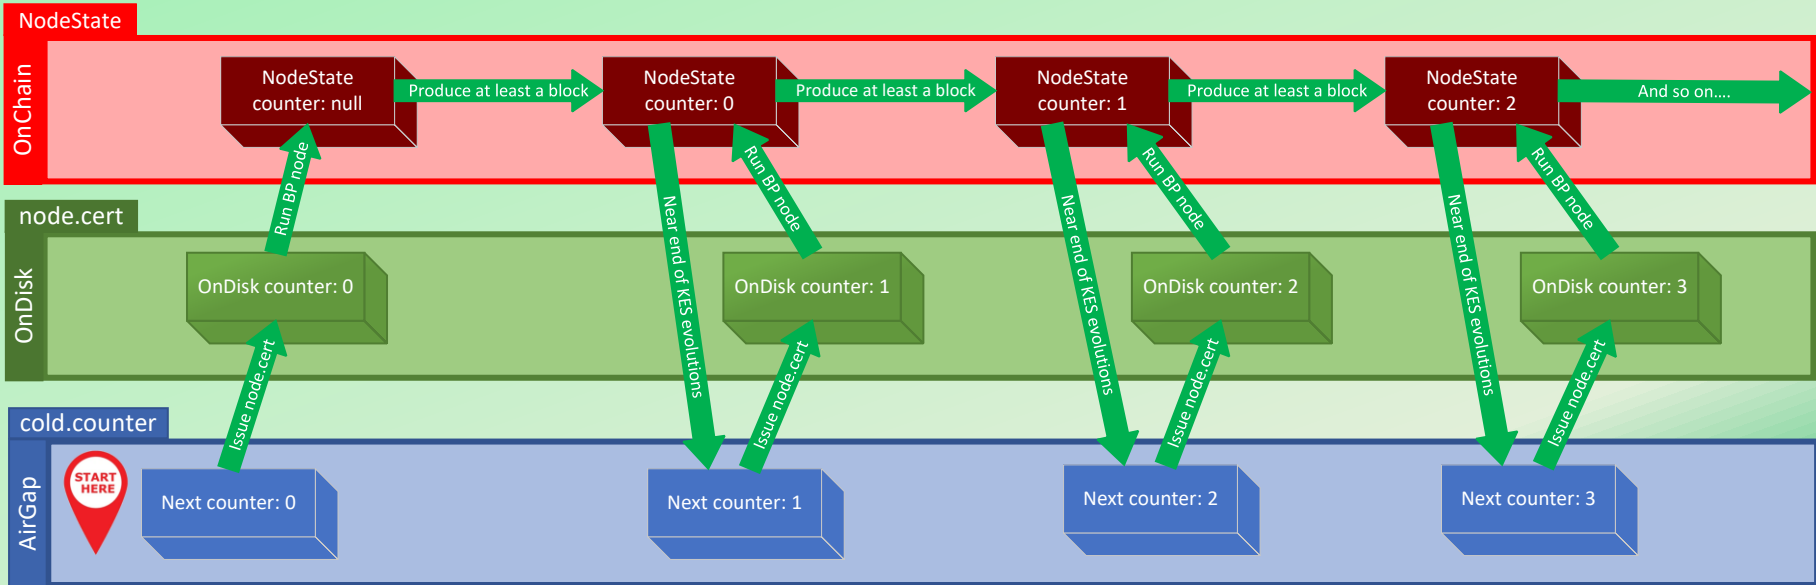 NodeState
OnChain
NodeState
counter: null
Produce at least a block
NodeState
counter: 0
Produce at least a block
NodeState
counter: 1
Produce at least a block
NodeState
counter: 2
And so on....
Run BP node
Near end of KES evolutions
Run BP node
Near end of KES evolutions
Run BP node
Near end of KES evolutions
Run BP node
node.cert
OnDisk
OnDisk counter: 0
OnDisk counter: 1
OnDisk counter: 2
OnDisk counter: 3
Issue node.cert
Issue node.cert
Issue node.cert
Issue node.cert
cold.counter
AirGap
START
HERE
Next counter: 0
Next counter: 1
Next counter: 2
Next counter: 3